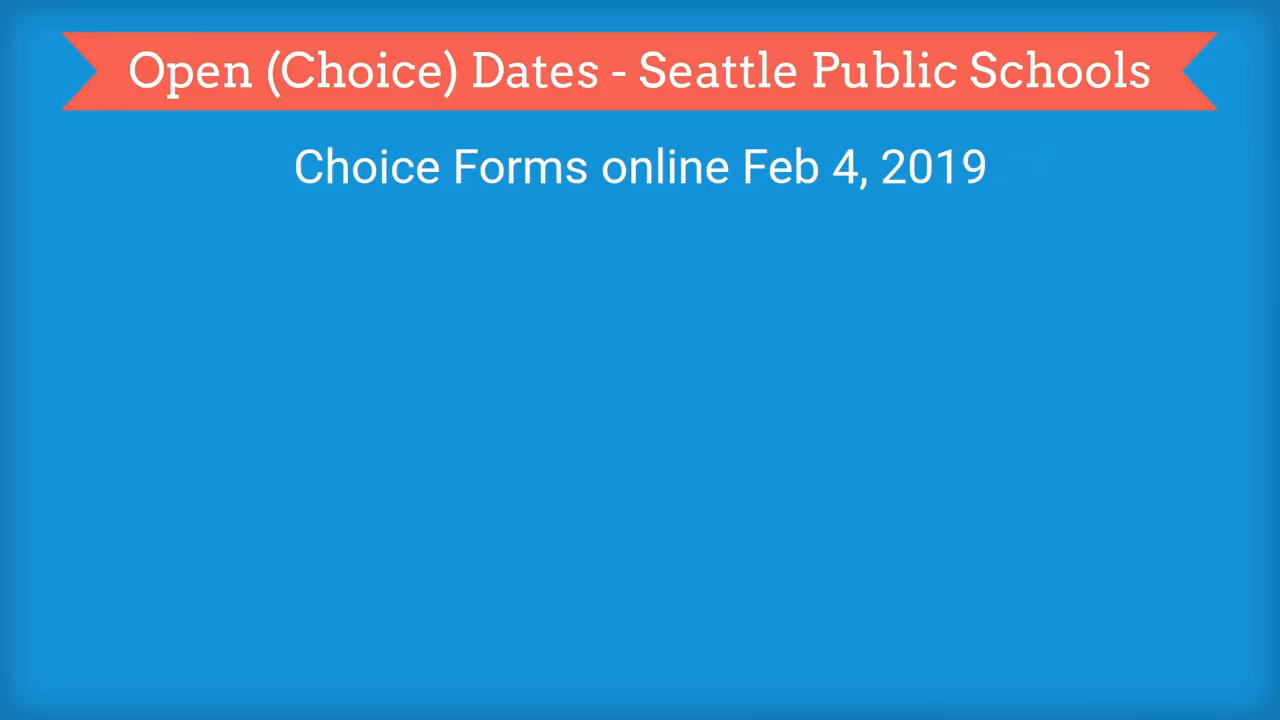 Open (Choice) Dates - Seattle Public Schools
Choice Forms online Feb 4, 2019